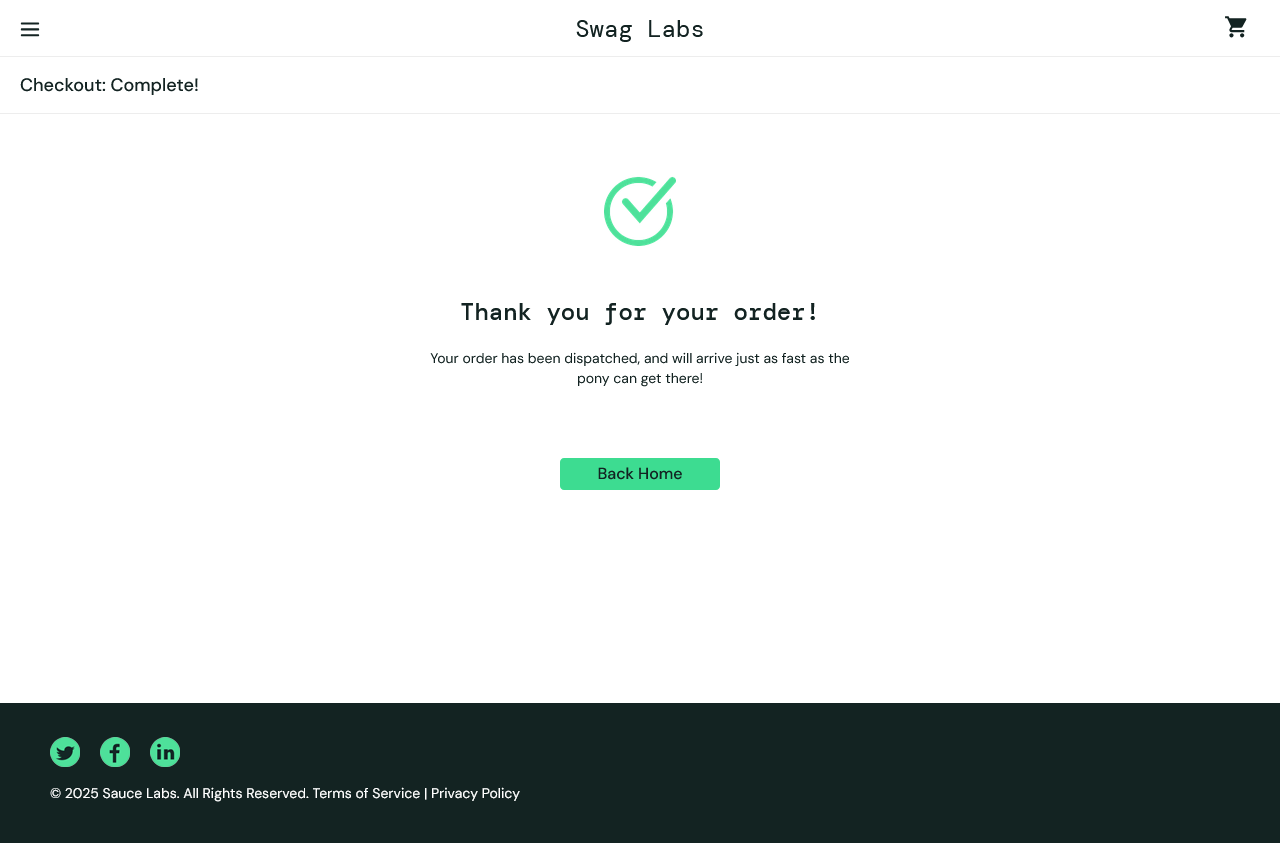 Swag Labs
Checkout: Complete!
Thank you for your order!
Your order has been dispatched, and will arrive just as fast as the
pony can get there!
Back Home
© 2025 Sauce Labs. All Rights Reserved. Terms of Service | Privacy Policy